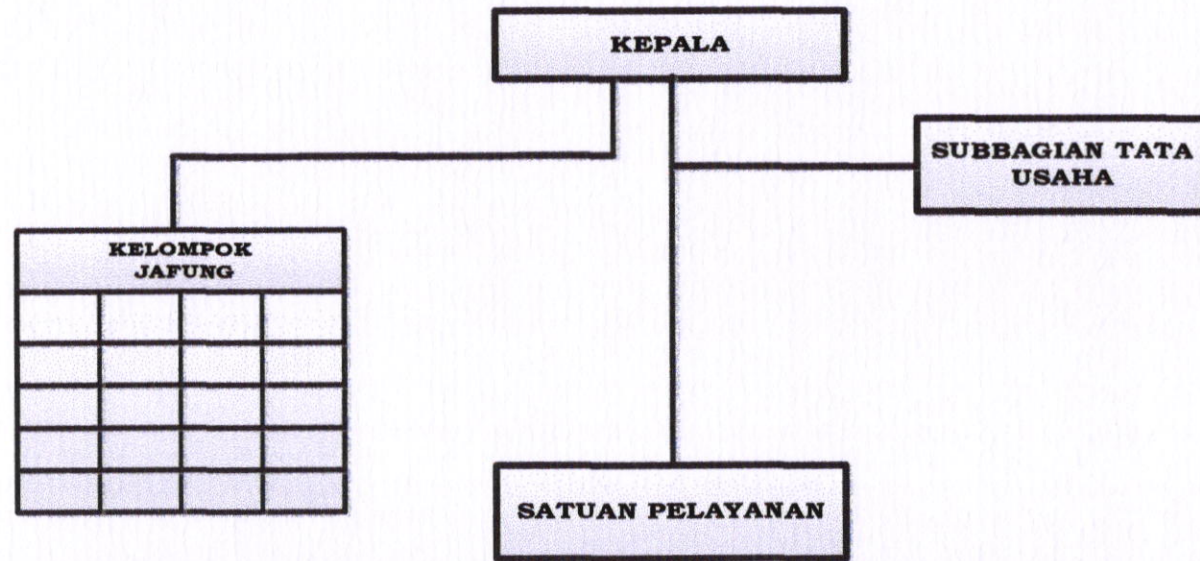 KEPALA
SUBBAGIAN TATA
USAHA
KELOMPOK
JAFUNG
SATUAN PELAYANAN